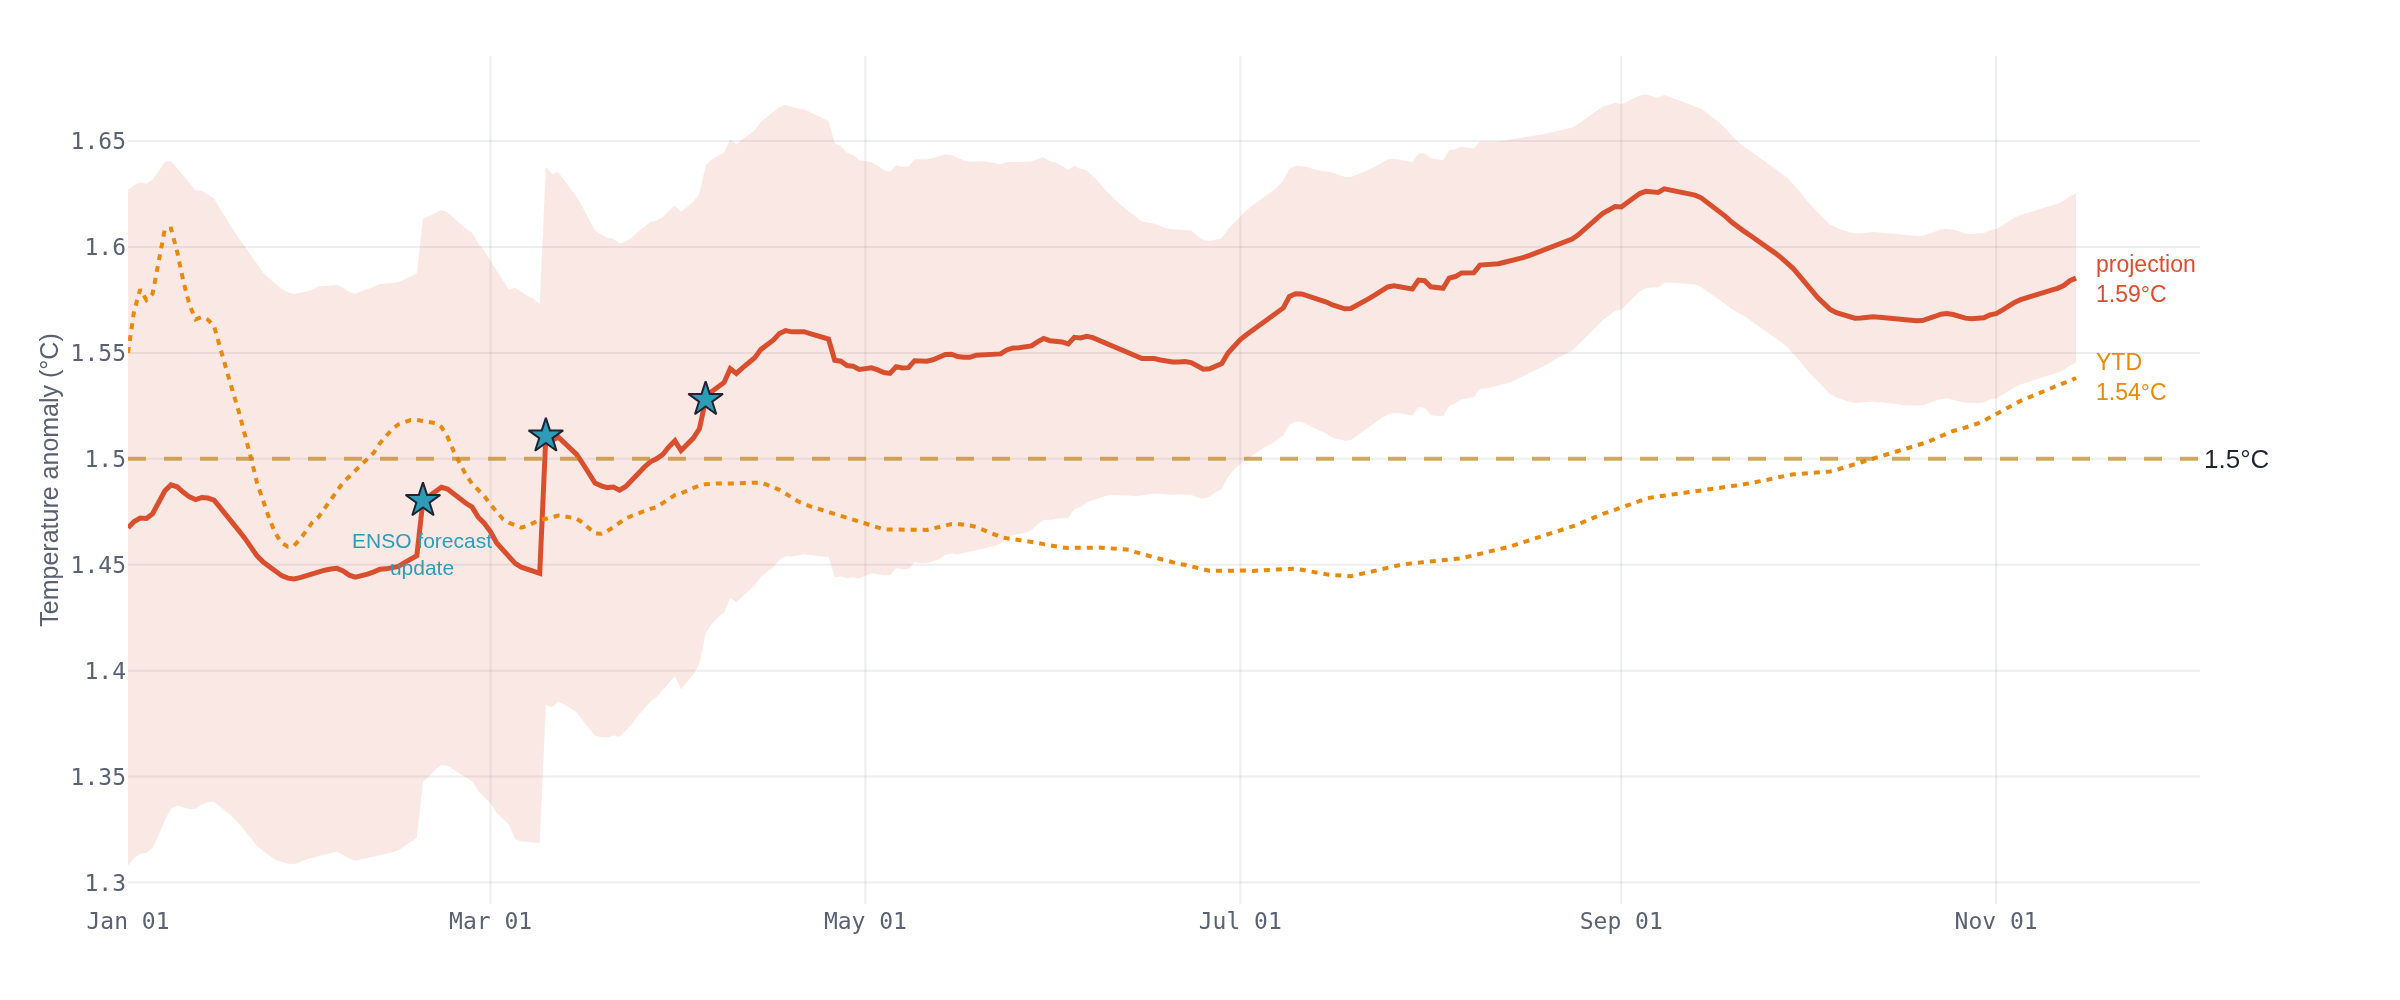 Temperature anomaly (°C)
1.65
1.6
1.55
1.5
1.45
1.4
1.35
1.3
Jan 01
Mar 01
May 01
Jul 01
Sep 01
Nov 01
ENSO forecast
update
projection
1.59°C
YTD
1.54°C
1.5°C